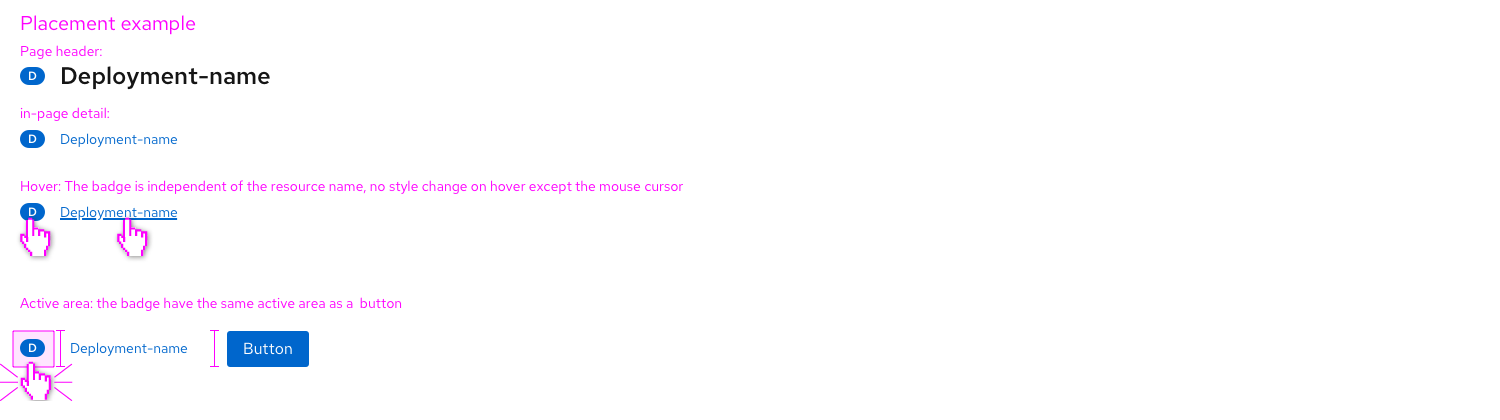 Placement example
Page header:
D Deployment-name
in-page detail:
D Deployment-name
Hover: The badge is independent of the resource name, no style change on hover except the mouse cursor
D Deployment-name
Active area: the badge have the same active area as a  button
D Deployment-name Button